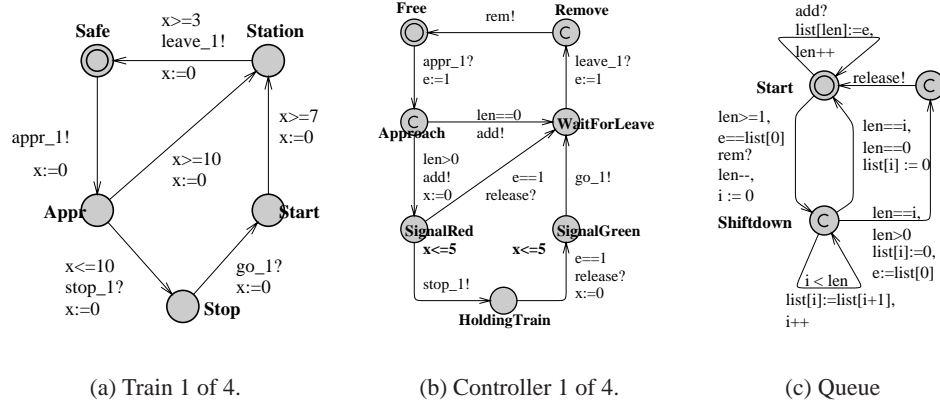 Safe
x>=3
leave_1!
x:=0
Station
appr_1!
x:=0
x>=10
x:=0
x>=7
x:=0
Appr
Start
x<=10
stop_1?
x:=0
go_1?
x:=0
Stop
(a) Train 1 of 4.
Free
rem!
Remove
C
appr_1?
e:=1
leave_1?
e:=1
C
Approach
len==0
add!
WaitForLeave
len>0
add!
x:=0
e==1
release?
go_1!
SignalRed
x<=5
SignalGreen
x<=5
stop_1!
e==1
release?
x:=0
HoldingTrain
(b) Controller 1 of 4.
add?
list[len]:=e,
len++
Start
release!
C
len>=1,
e==list[0]
rem?
len--,
i := 0
len==i,
len==0
list[i] := 0
Shiftdown
C
len==i,
len>0
list[i]:=0,
e:=list[0]
i < len
list[i]:=list[i+1],
i++
(c) Queue